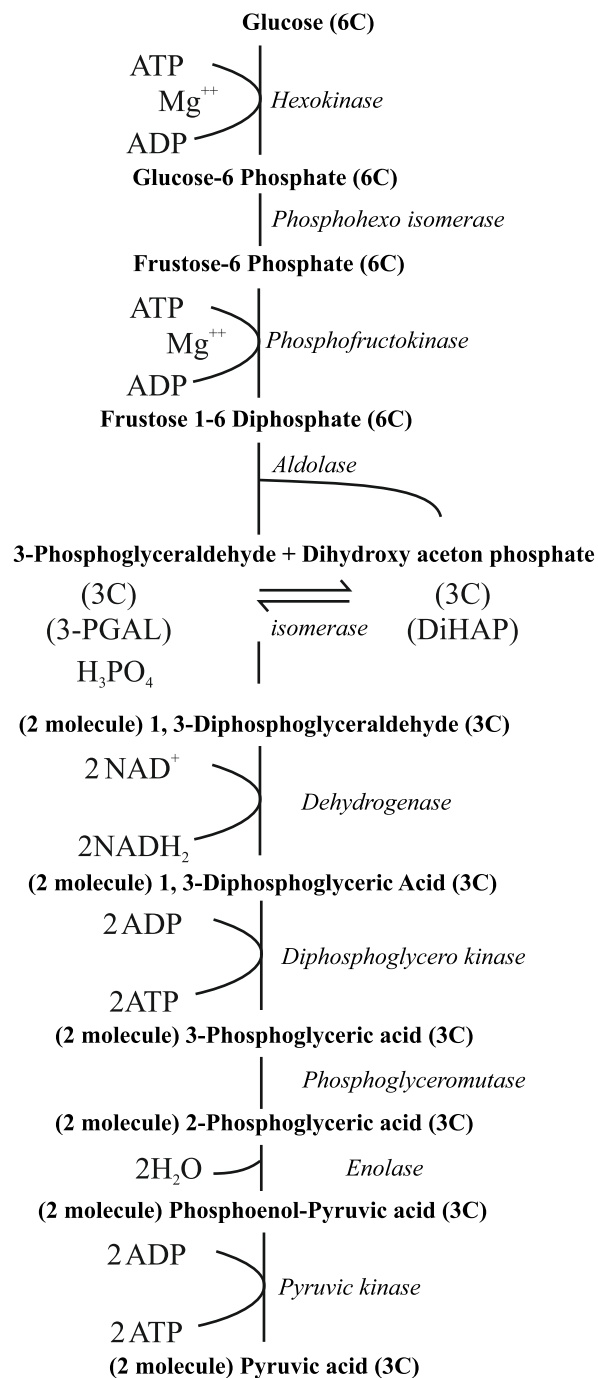 Glucose (6C)
ATP
Mg++
Hexokinase
ADP
Glucose-6 Phosphate (6C)
Phosphohexo isomerase
Frustose-6 Phosphate (6C)
ATP
Mg++
Phosphofructokinase
ADP
Frustose 1-6 Diphosphate (6C)
Aldolase
3-Phosphoglyceraldehyde + Dihydroxy aceton phosphate
(3C) (3C)
(3-PGAL) isomerase (DiHAP)
H3PO4
(2 molecule) 1, 3-Diphosphoglyceraldehyde (3C)
2 NAD+
Dehydrogenase
2NADH2
(2 molecule) 1, 3-Diphosphoglyceric Acid (3C)
2 ADP
Diphosphoglycero kinase
2ATP
(2 molecule) 3-Phosphoglyceric acid (3C)
Phosphoglyceromutase
(2 molecule) 2-Phosphoglyceric acid (3C)
2H2O Enolase
(2 molecule) Phosphoenol-Pyruvic acid (3C)
2 ADP
Pyruvic kinase
2 ATP
(2 molecule) Pyruvic acid (3C)